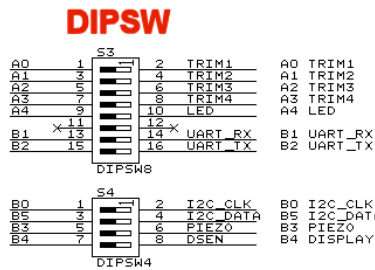 DIPSW
S3
A0 1 2 TRIM1 A0 TRIM1
A1 3 4 TRIM2 A1 TRIM2
A2 5 6 TRIM3 A2 TRIM3
A3 7 8 TRIM4 A3 TRIM4
A4 9 10 LED A4 LED
11 12
B1 13 14 UART_RX B1 UART_RX
B2 15 16 UART_TX B2 UART_TX
DIPSW8
S4
B0 1 2 I2C_CLK B0 I2C_CLK
B5 3 4 I2C_DATA B5 I2C_DAT
B3 5 6 PIEZO B3 PIEZO
B4 7 8 DSEN B4 DISPLAY
DIPSW4